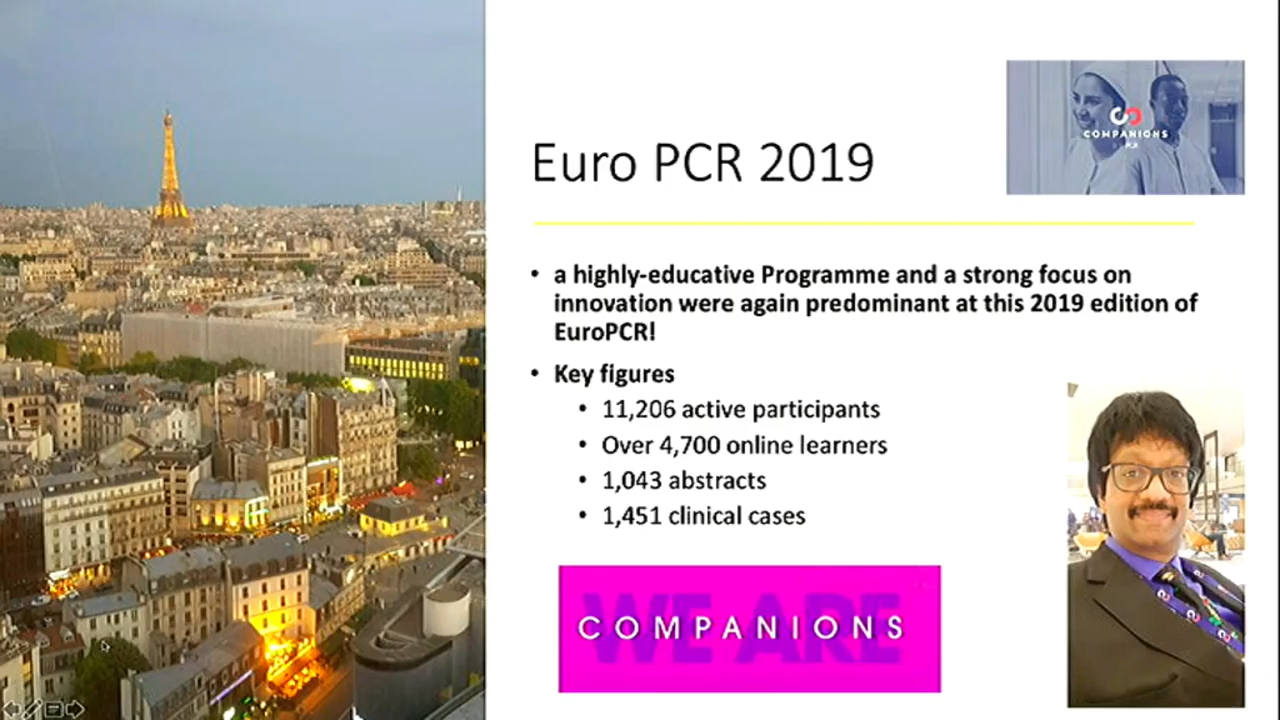 Euro PCR 2019
COMPANIONS
PCR
• a highly-educative Programme and a strong focus on
innovation were again predominant at this 2019 edition of
EuroPCR!
• Key figures
• 11,206 active participants
• Over 4,700 online learners
• 1,043 abstracts
• 1,451 clinical cases
WE ARE
COMPANIONS